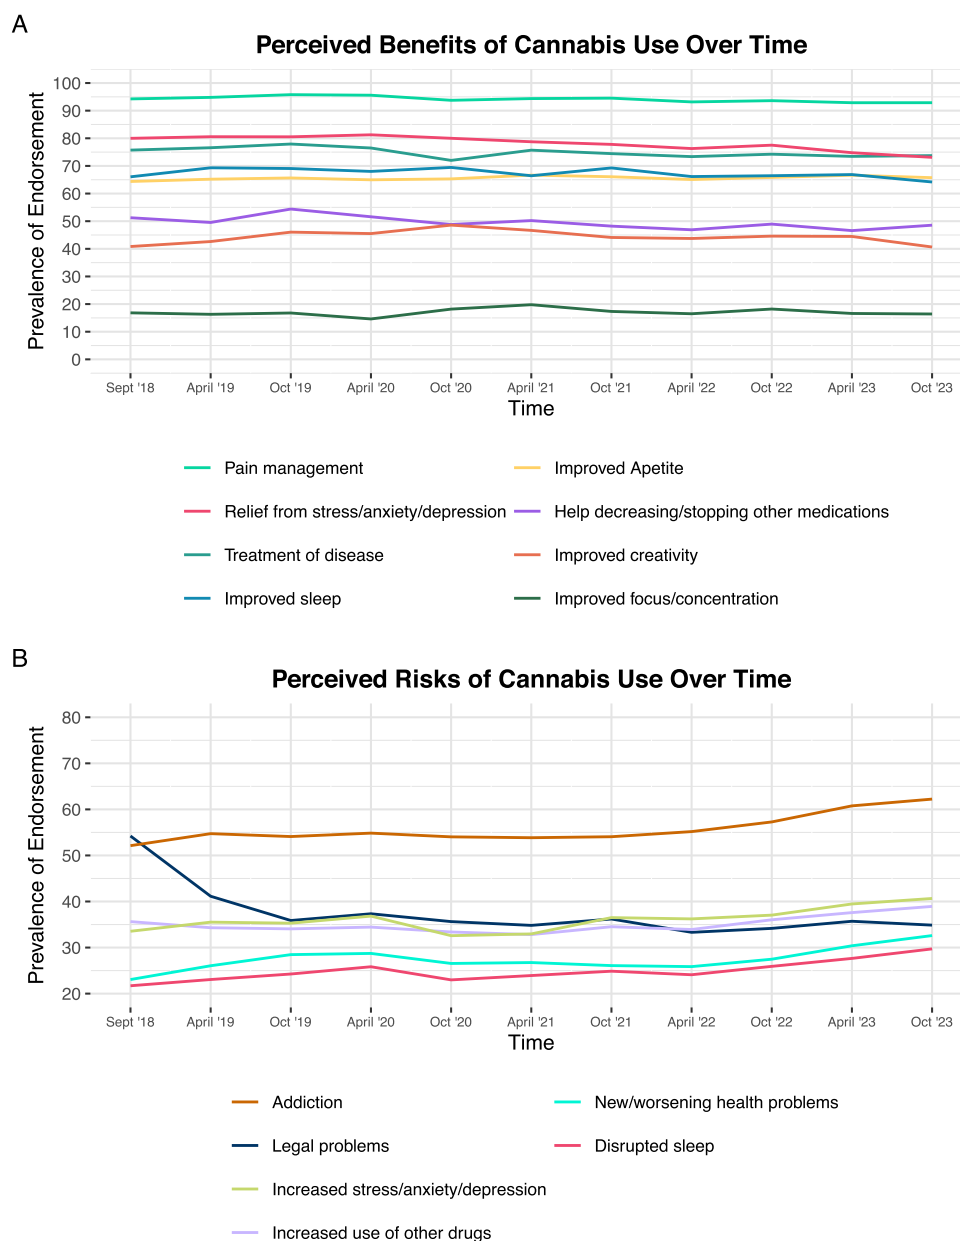 A
Perceived Benefits of Cannabis Use Over Time
Prevalence of Endorsement
100
90
80
70
60
50
40
30
20
10
0
Sept '18 April '19 Oct '19 April '20 Oct '20 April '21 Oct '21 April '22 Oct '22 April '23 Oct '23
Time
Pain management Improved Apetite
Relief from stress/anxiety/depression Help decreasing/stopping other medications
Treatment of disease Improved creativity
Improved sleep Improved focus/concentration
B
Perceived Risks of Cannabis Use Over Time
Prevalence of Endorsement
80
70
60
50
40
30
20
Sept '18 April '19 Oct '19 April '20 Oct '20 April '21 Oct '21 April '22 Oct '22 April '23 Oct '23
Time
Addiction New/worsening health problems
Legal problems Disrupted sleep
Increased stress/anxiety/depression
Increased use of other drugs